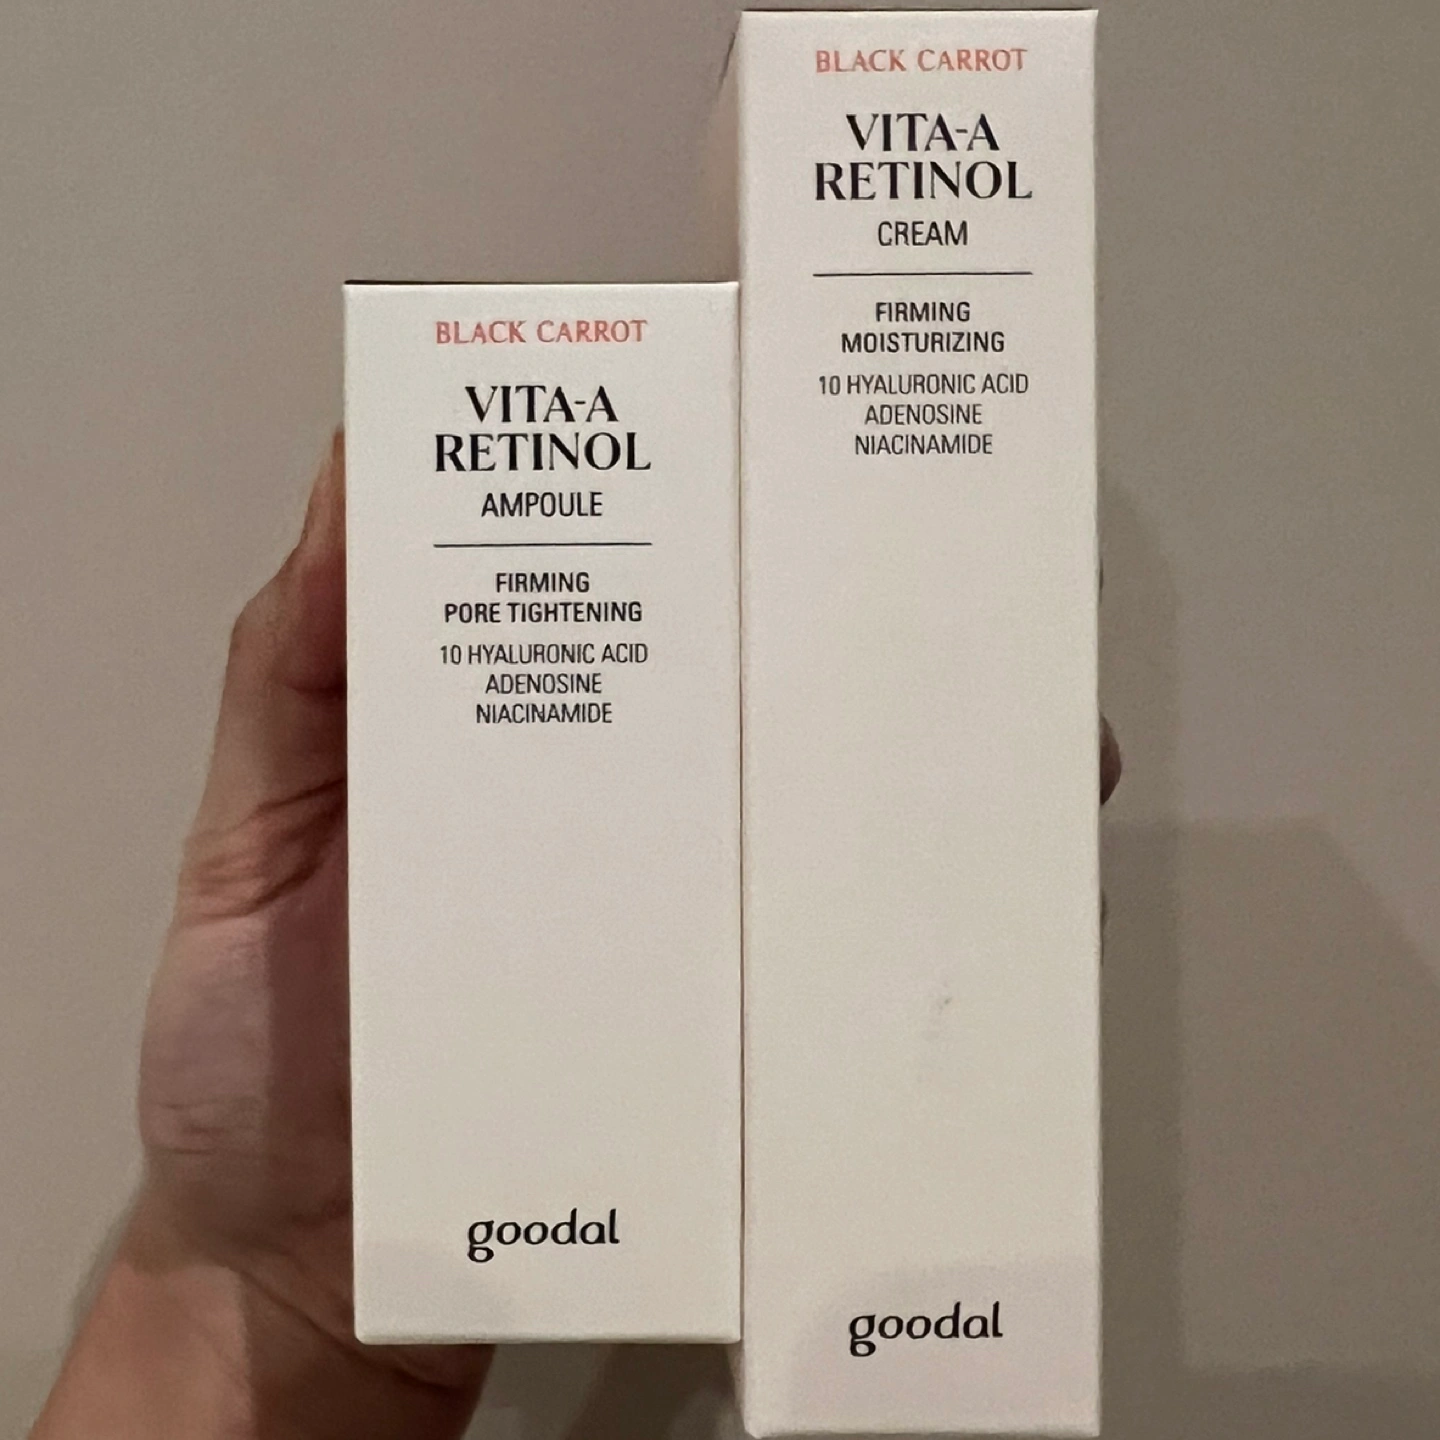 BLACK CARROT
VITA-A
RETINOL
AMPOULE
FIRMING
PORE TIGHTENING
10 HYALURONIC ACID
ADENOSINE
NIACINAMIDE
goodal
BLACK CARROT
VITA-A
RETINOL
CREAM
FIRMING
MOISTURIZING
10 HYALURONIC ACID
ADENOSINE
NIACINAMIDE
goodal